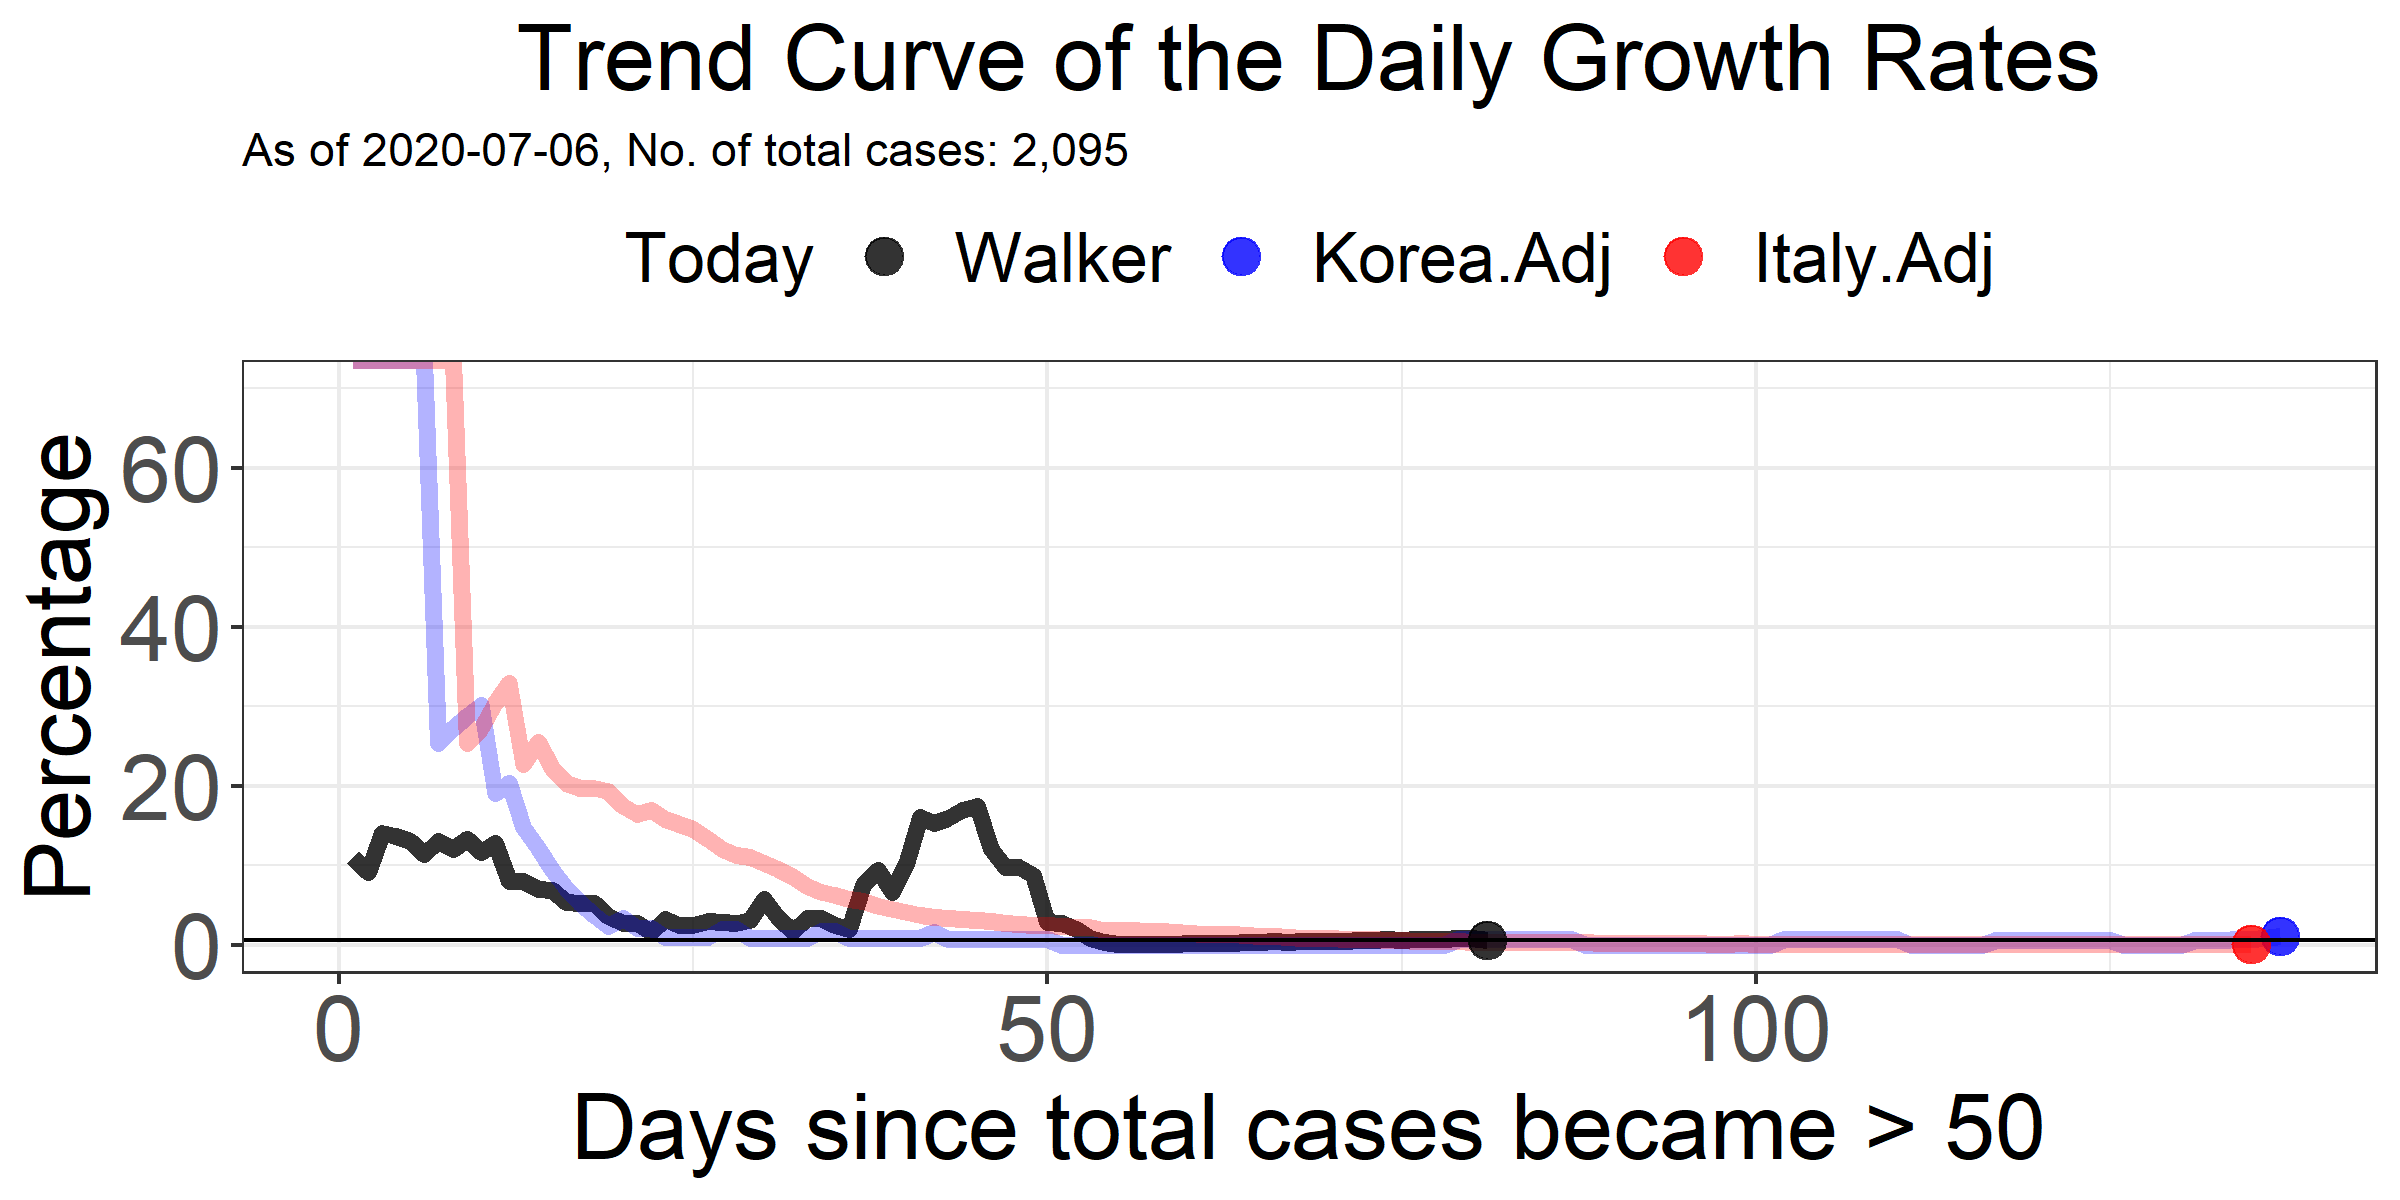 Trend Curve of the Daily Growth Rates
As of 2020-07-06, No. of total cases: 2,095
Today Walker Korea.Adj Italy.Adj
Percentage
60
40
20
0
0 50 100
Days since total cases became > 50